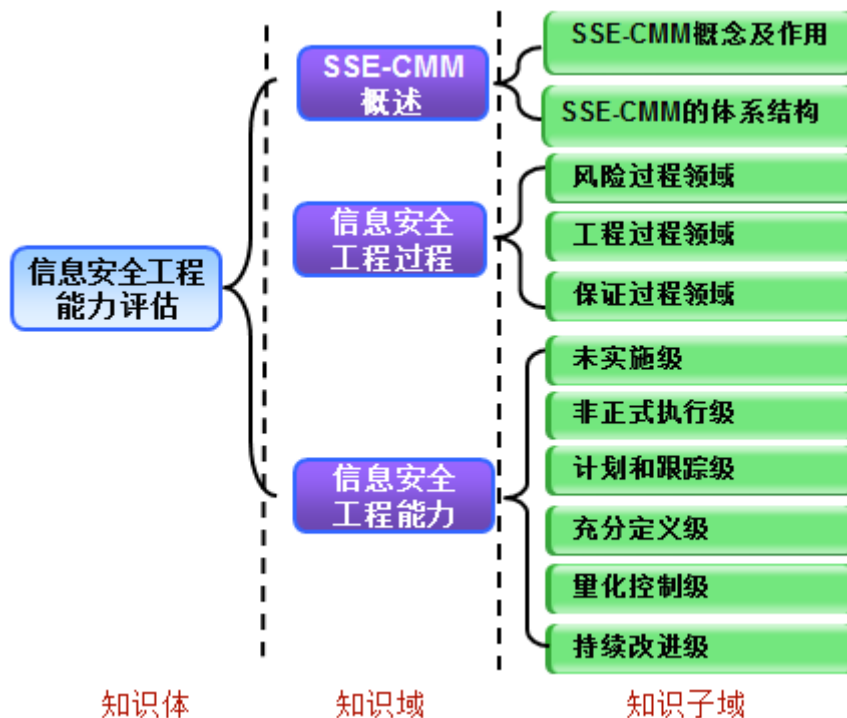 信息安全工程
能力评估
SSE-CMM
概述
SSE-CMM概念及作用
SSE-CMM的体系结构
信息安全
工程过程
风险过程领域
工程过程领域
保证过程领域
信息安全
工程能力
未实施级
非正式执行级
计划和跟踪级
充分定义级
量化控制级
持续改进级
知识体
知识域
知识子域